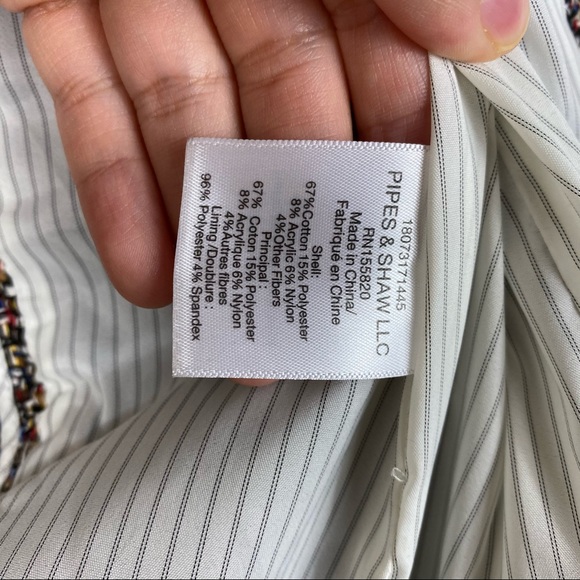 18073171445
PIPES & SHAW LLC
RN155820
Made in China/
Fabriqué en Chine
Shell:
67%Cotton 15% Polyester
8% Acrylic 6% Nylon
4%Other Fibers
Principal :
67% Coton 15% Polyester
8% Acrylique 6% Nylon
4%Autres fibres
Lining /Doublure :
96% Polyester 4% Spandex